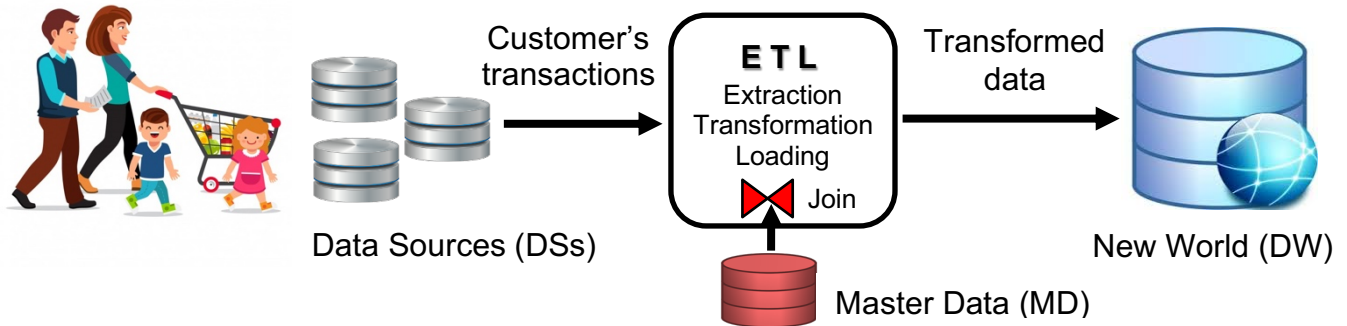 Customer's
transactions
E T L
Extraction
Transformation
Loading
Join
Transformed
data
Data Sources (DSs)
New World (DW)
Master Data (MD)